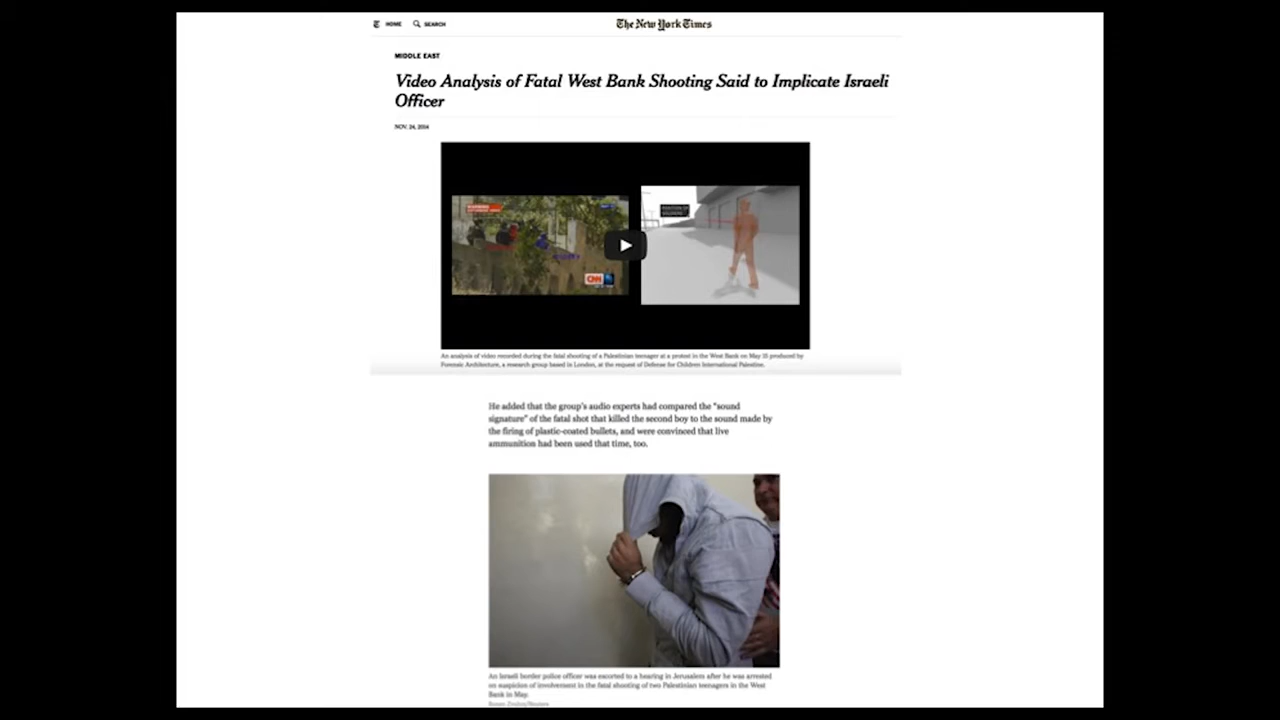 HOME
SEARCH
The New York Times
MIDDLE EAST
Video Analysis of Fatal West Bank Shooting Said to Implicate Israeli
Officer
NOV. 24, 2014
WARNING
POSITION OF
SOLDIERS
CNN
An analysis of video recorded during the fatal shooting of a Palestinian teenager at a protest in the West Bank on May 15 produced by
Forensic Architecture, a research group based in London, at the request of Defense for Children International Palestine.
He added that the group's audio experts had compared the “sound
signature” of the fatal shot that killed the second boy to the sound made by
the firing of plastic-coated bullets, and were convinced that live
ammunition had been used that time, too.
An Israeli border police officer was escorted to a hearing in Jerusalem after he was arrested
on suspicion of involvement in the fatal shooting of two Palestinian teenagers in the West
Bank in May.